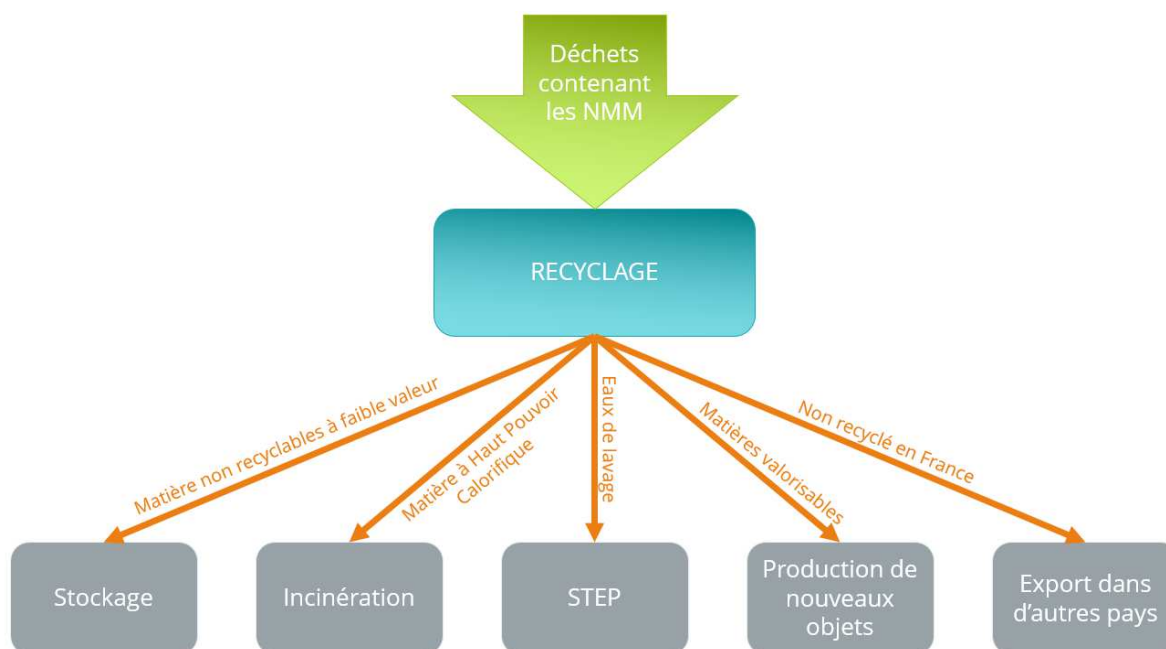 Déchets
contenant
les NMM
RECYCLAGE
Matière non recyclables à faible valeur
Matière à Haut Pouvoir
Calorifique
Eaux de lavage
Matières valorisables
Non recyclé en France
Stockage
Incinération
STEP
Production de
nouveaux
objets
Export dans
d’autres pays